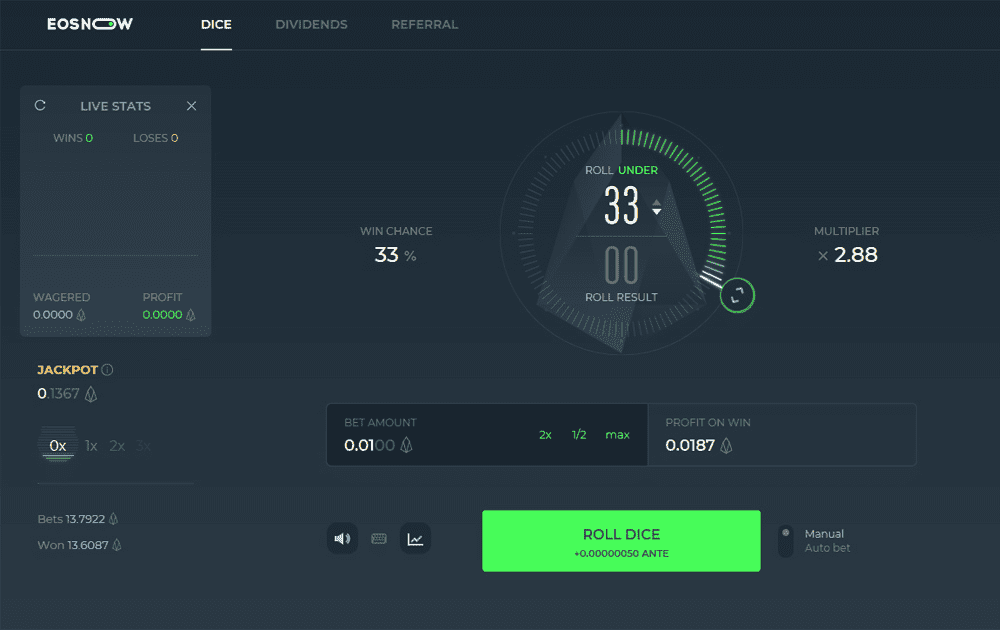 EOSNOW
DICE DIVIDENDS REFERRAL
LIVE STATS
WINS 0 LOSES 0
WAGERED PROFIT
0.0000 0.0000
JACKPOT
0.1367
0x 1x 2x 3x
Bets 13.7922
Won 13.6087
ROLL UNDER
33
00
ROLL RESULT
WIN CHANCE
33 %
MULTIPLIER
× 2.88
BET AMOUNT
0.0100
2x 1/2 max
PROFIT ON WIN
0.0187
ROLL DICE
+0.00000050 ANTE
Manual
Auto bet